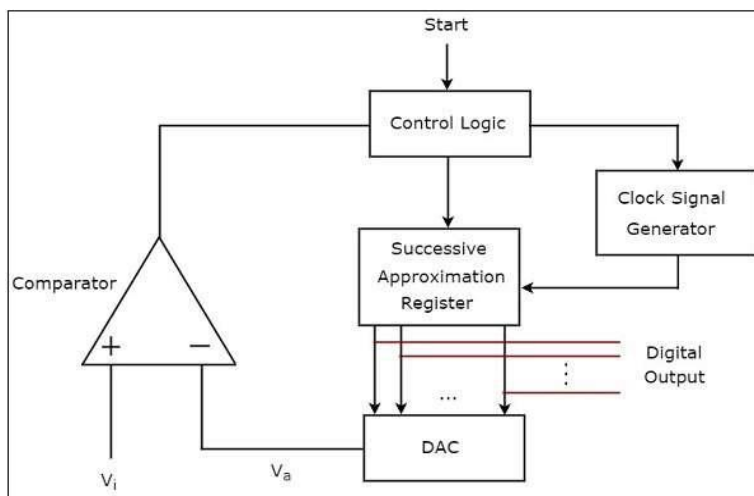 Start
Control Logic
Clock Signal
Generator
Successive
Approximation
Register
Comparator
+
−
Digital
Output
...
DAC
Vi
Va